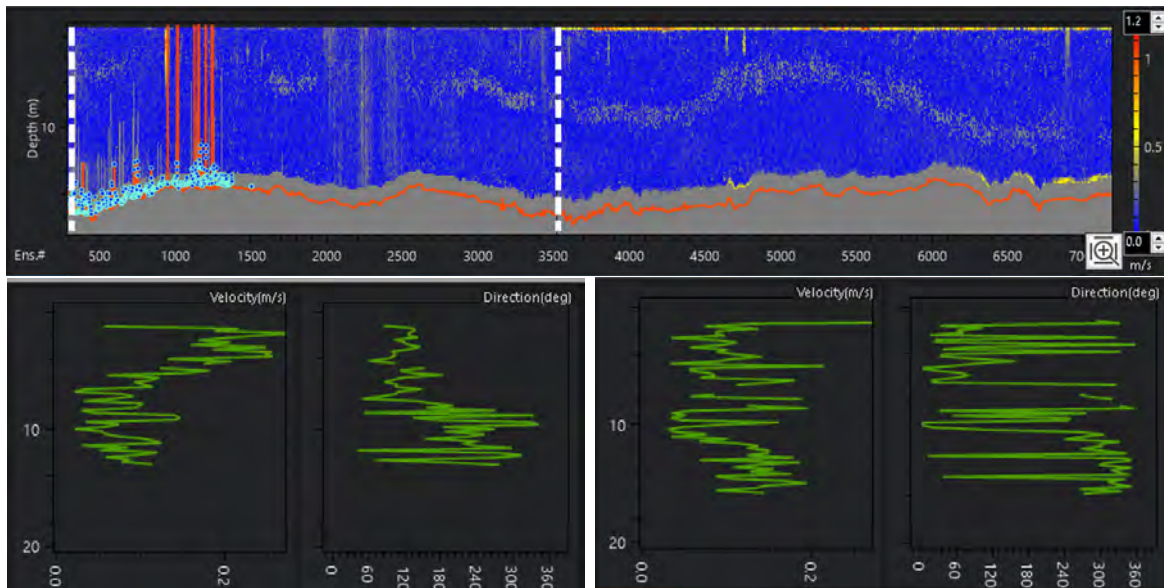 1.2
1
Depth (m)
10
0.5
0.0
Ens.# 500 1000 1500 2000 2500 3000 3500 4000 4500 5000 5500 6000 6500
m/s
Velocity(m/s) Direction(deg) Velocity(m/s) Direction(deg)
10 10
20 20
0.0 0.2 0 60 120 180 240 300 360 0.0 0.2 0 60 120 180 240 300 360